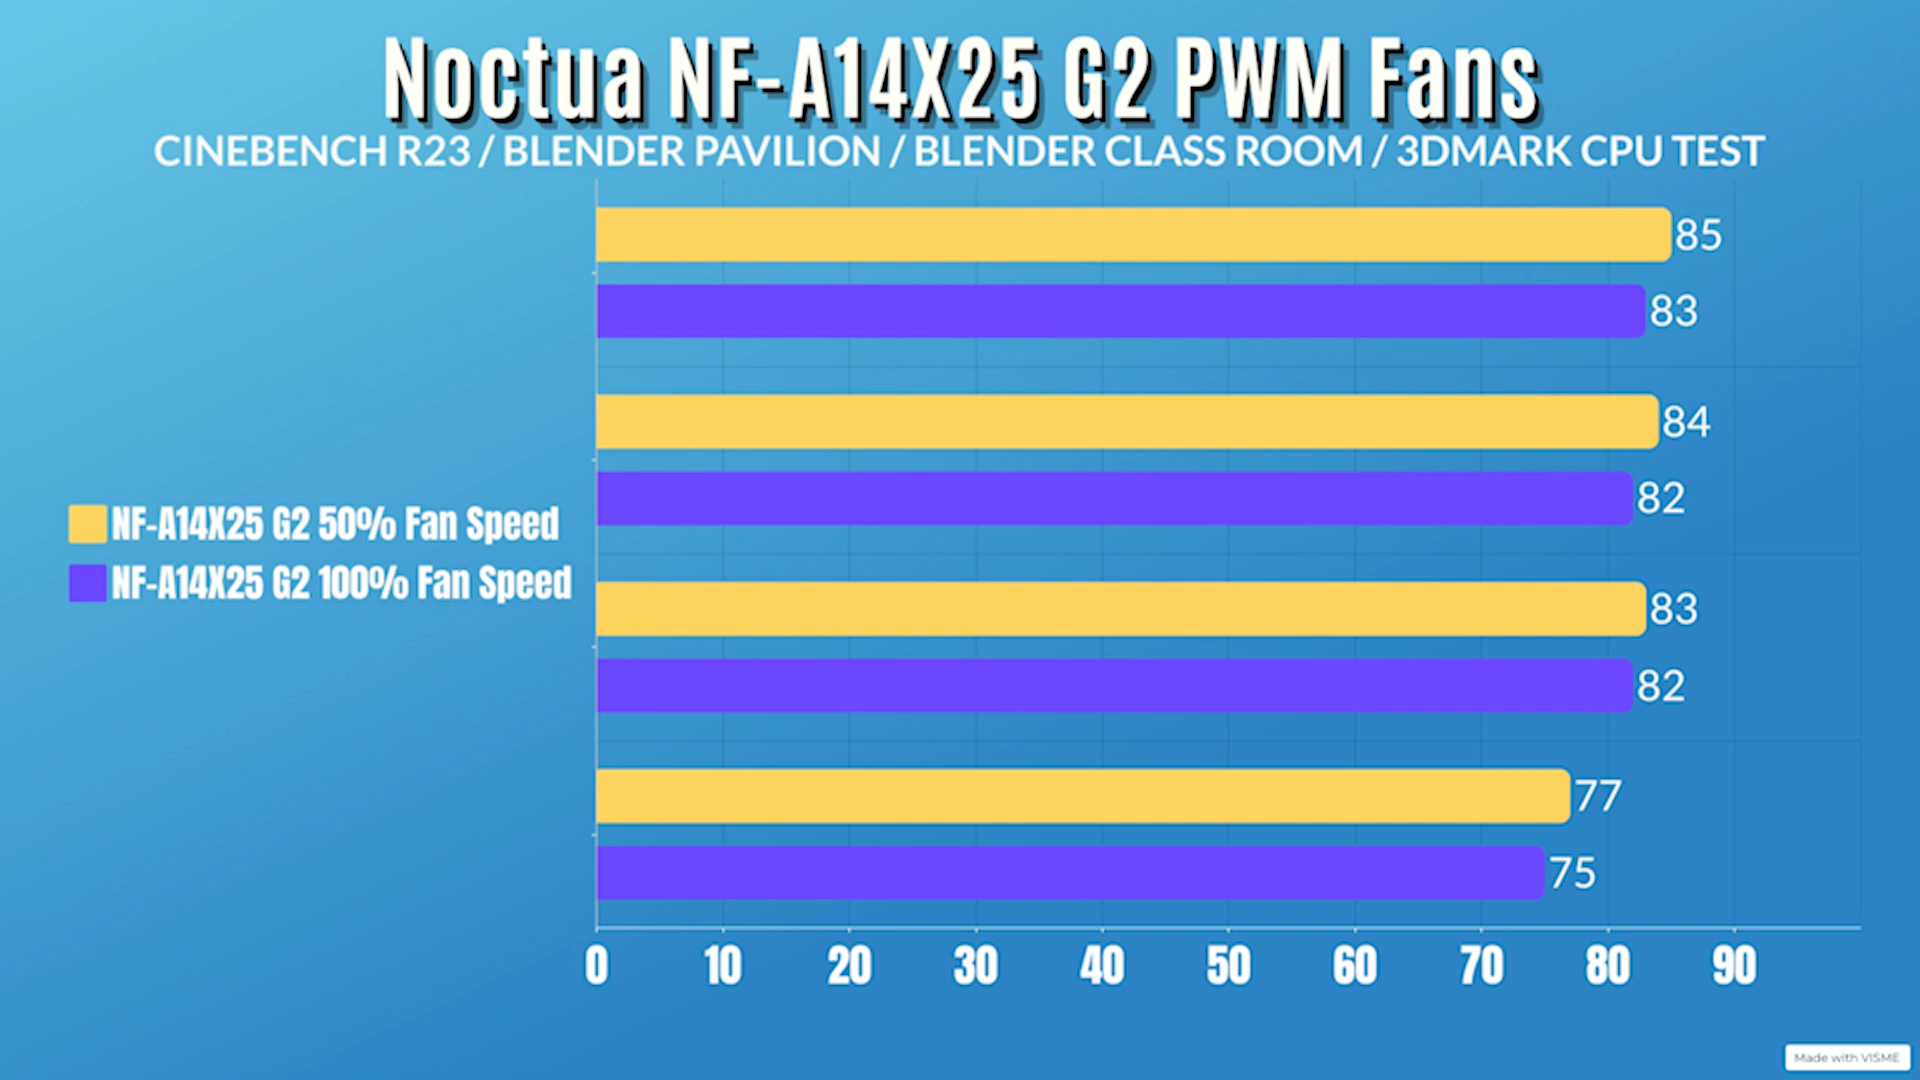 Noctua NF-A14X25 G2 PWM Fans
CINEBENCH R23 / BLENDER PAVILION / BLENDER CLASS ROOM / 3DMARK CPU TEST
85
83
84
82
NF-A14X25 G2 50% Fan Speed
NF-A14X25 G2 100% Fan Speed
83
82
77
75
0 10 20 30 40 50 60 70 80 90
Made with VISME